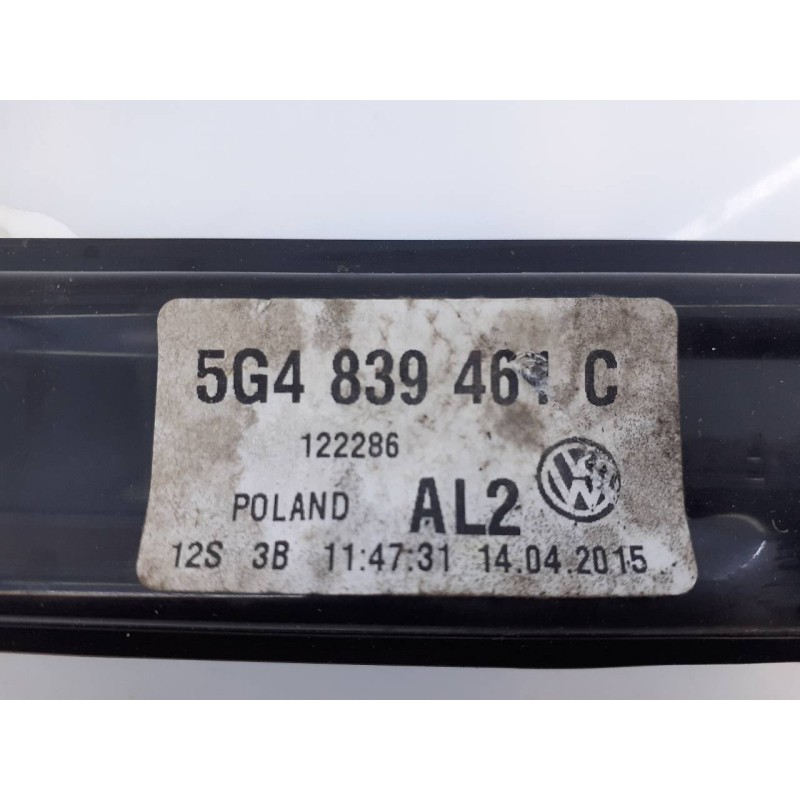 5G4 839 461 C
122286
POLAND AL2
12S 3B 11:47:31 14.04.2015